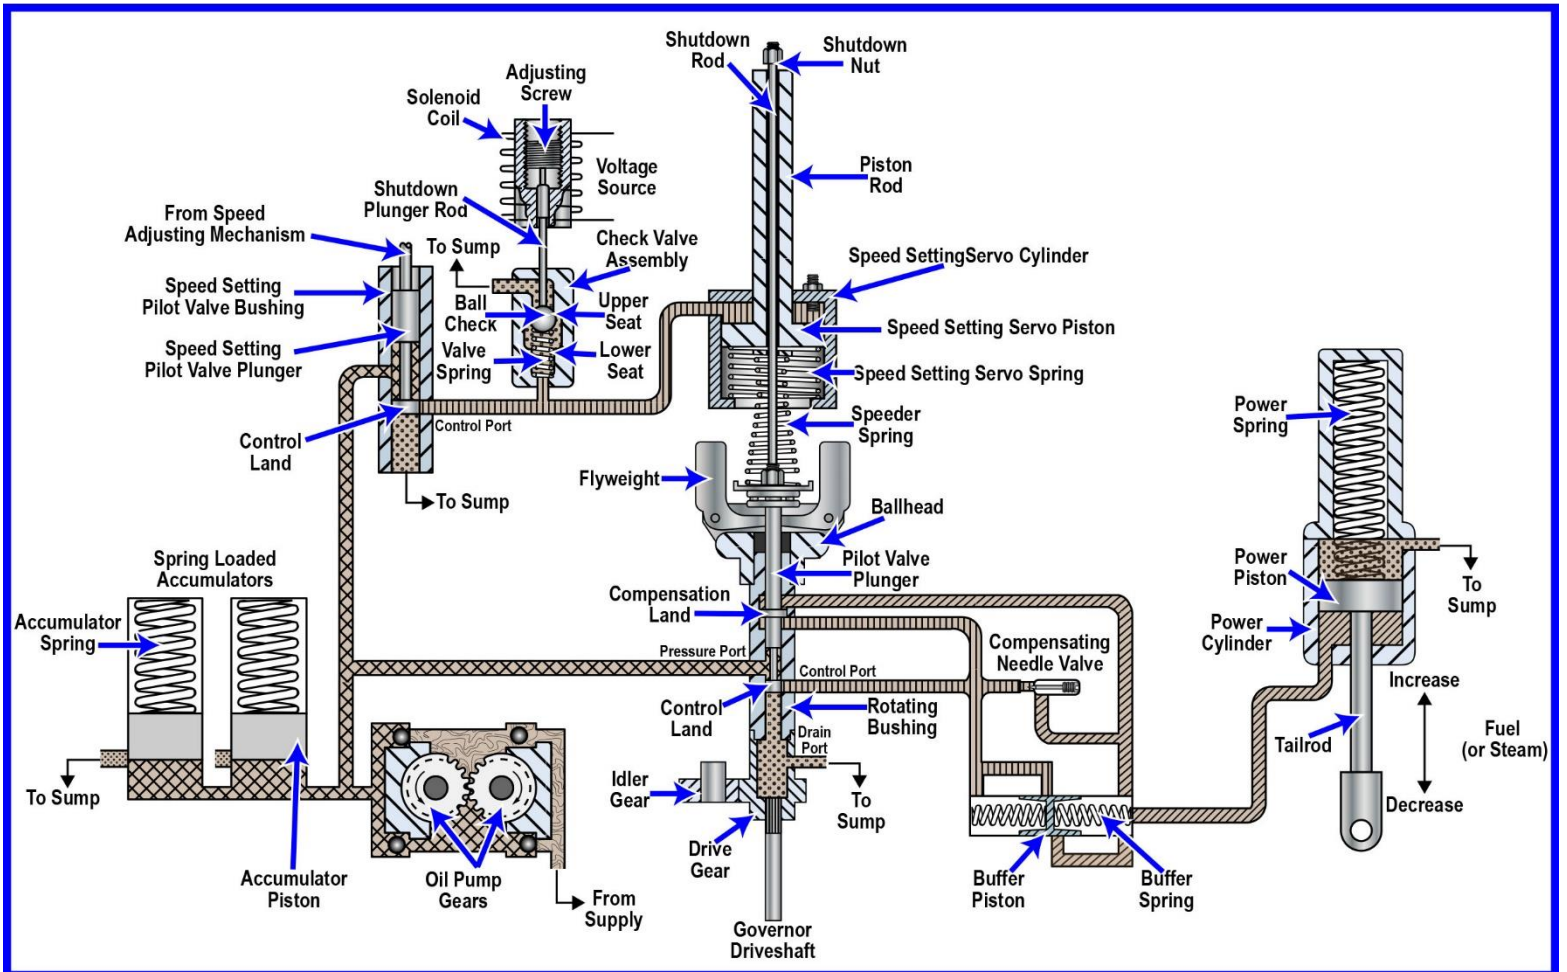 Shutdown
Rod
Shutdown
Nut
Adjusting
Screw
Solenoid
Coil
Voltage
Source
Piston
Rod
Shutdown
Plunger Rod
From Speed
Adjusting Mechanism
To Sump
Check Valve
Assembly
Speed SettingServo Cylinder
Speed Setting
Pilot Valve Bushing
Ball
Check
Upper
Seat
Speed Setting Servo Piston
Speed Setting
Pilot Valve Plunger
Valve
Spring
Lower
Seat
Speed Setting Servo Spring
Control Port
Speeder
Spring
Power
Spring
Control
Land
Flyweight
To Sump
Ballhead
Spring Loaded
Accumulators
Pilot Valve
Plunger
Power
Piston
To
Sump
Compensation
Land
Accumulator
Spring
Power
Cylinder
Pressure Port
Compensating
Needle Valve
Control Port
Increase
Control
Land
Rotating
Bushing
Drain
Port
Tailrod
Fuel
(or Steam)
To Sump
Idler
Gear
To
Sump
Decrease
Drive
Gear
Accumulator
Piston
Oil Pump
Gears
From
Supply
Buffer
Piston
Buffer
Spring
Governor
Driveshaft